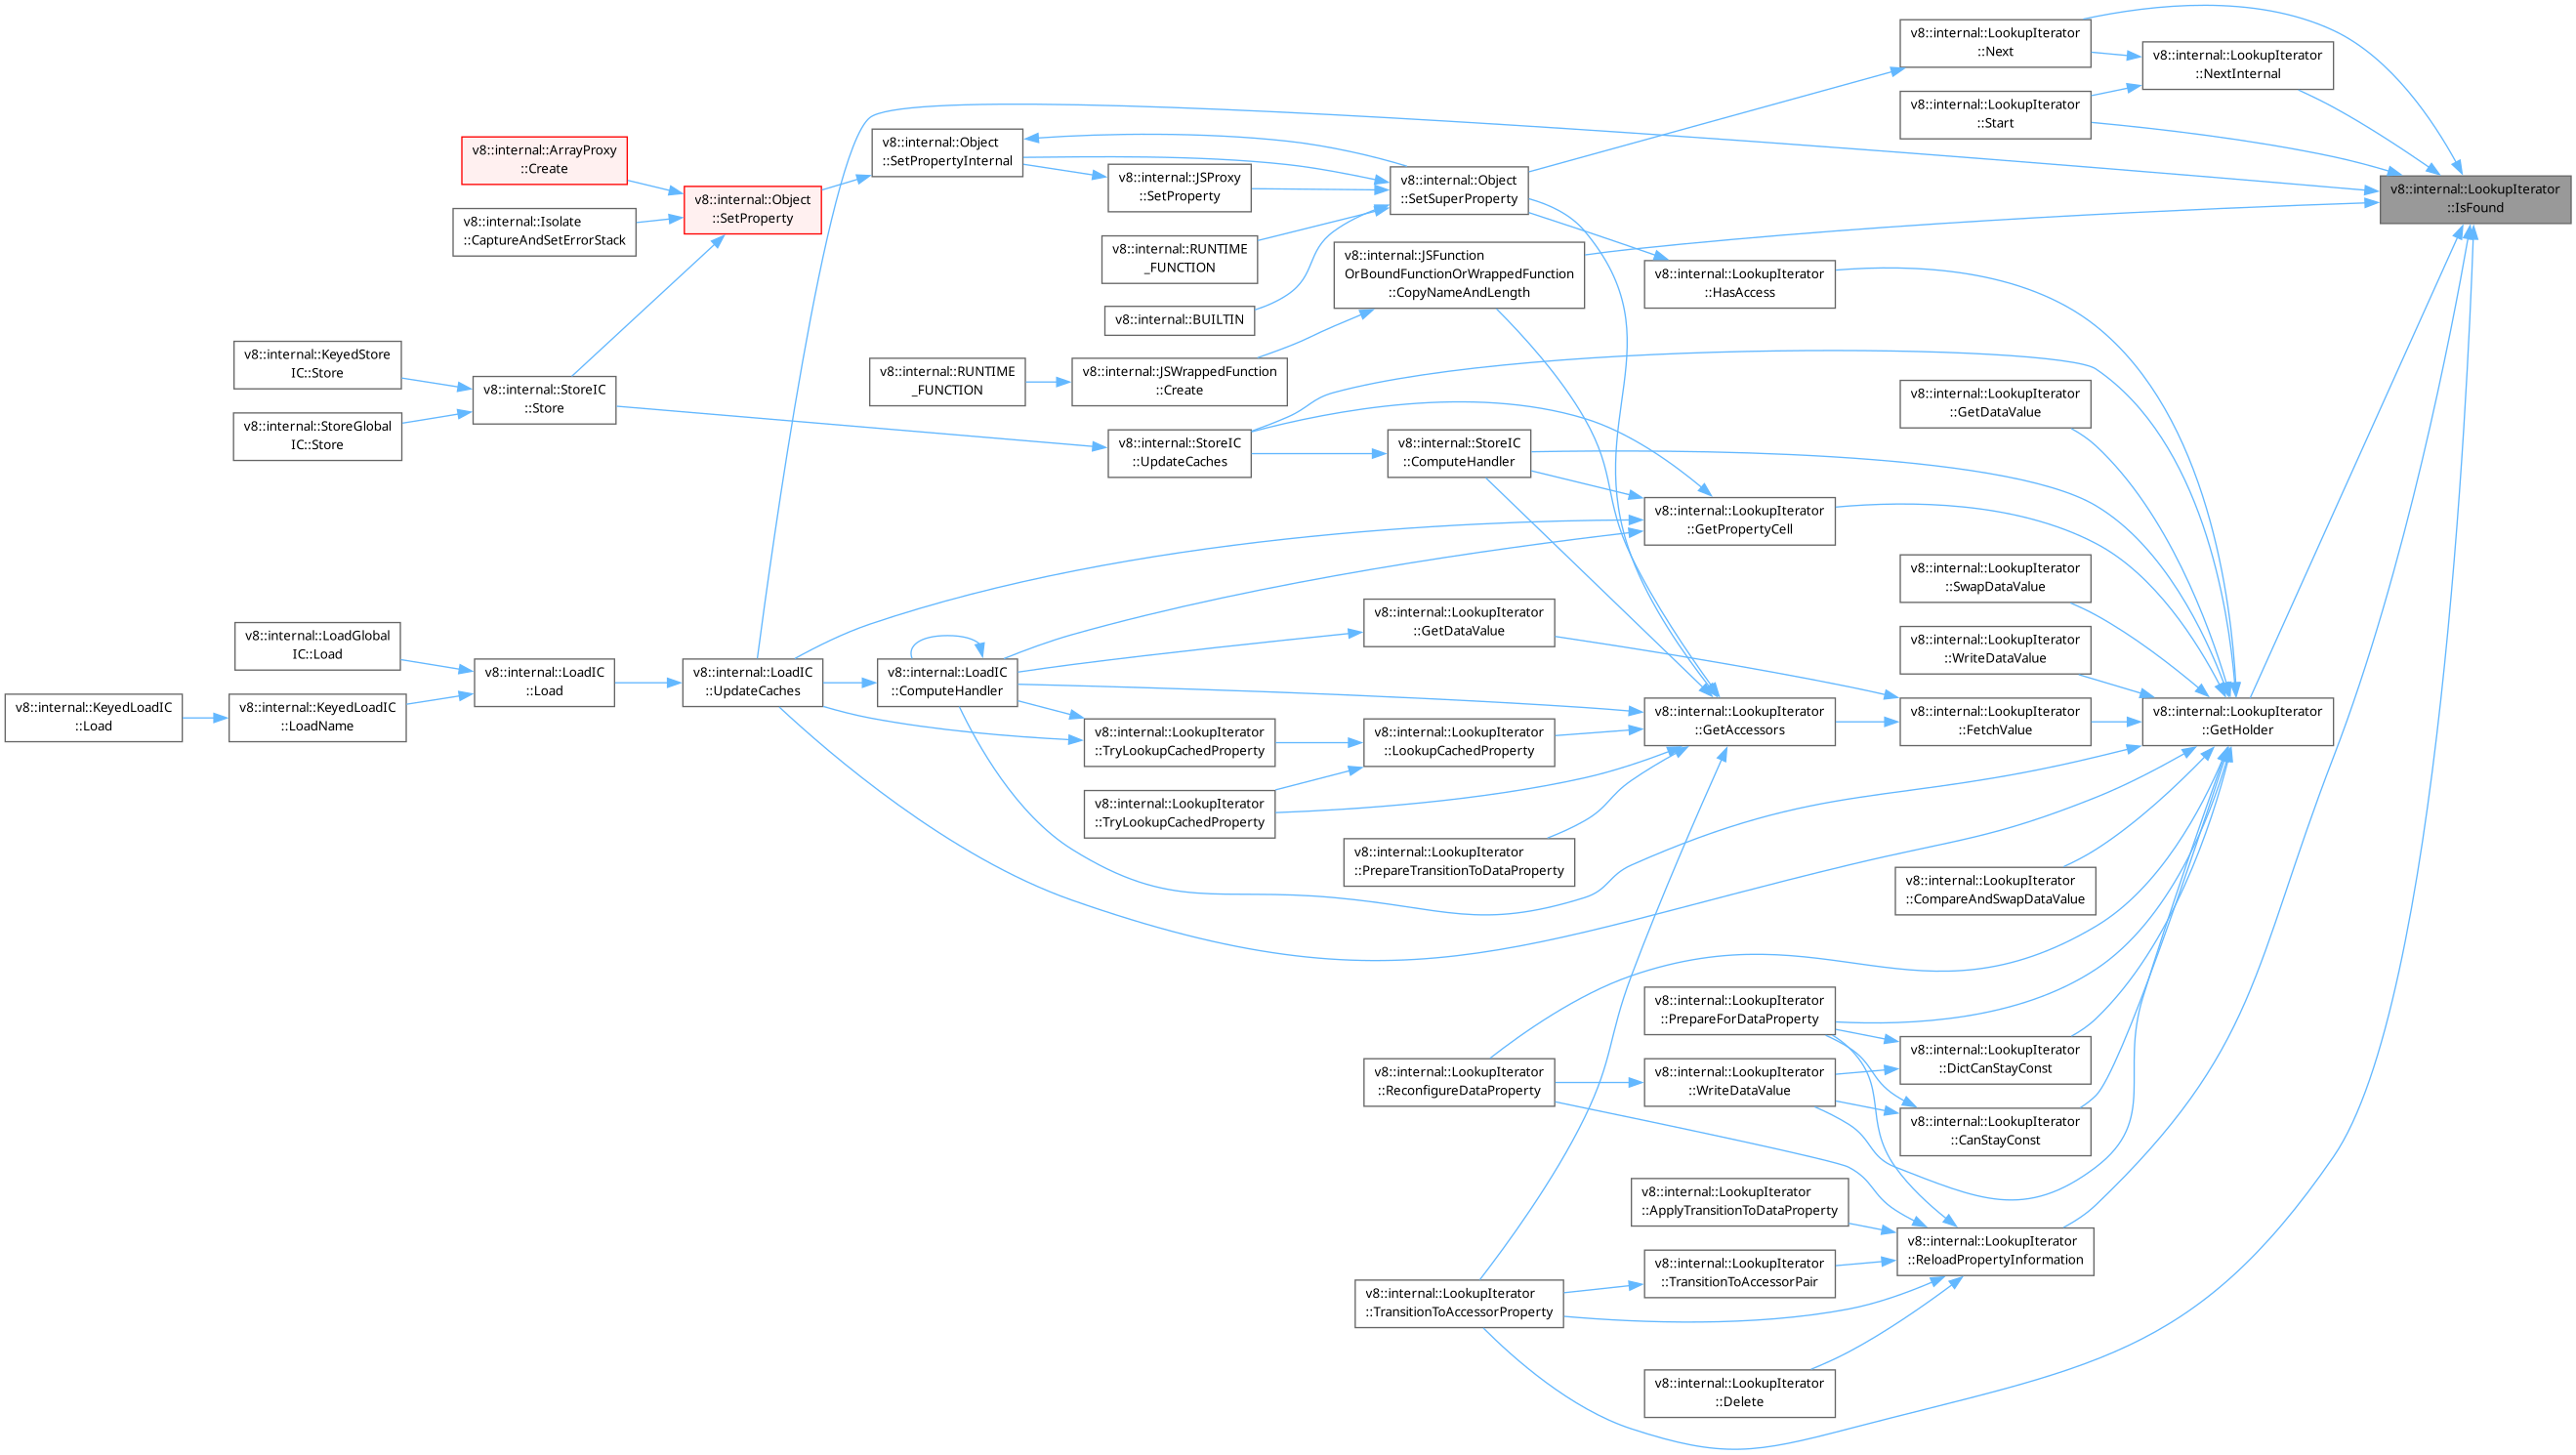 v8::internal::LookupIterator
::Next
v8::internal::LookupIterator
::NextInternal
v8::internal::LookupIterator
::Start
v8::internal::ArrayProxy
::Create
v8::internal::Object
::SetPropertyInternal
v8::internal::JSProxy
::SetProperty
v8::internal::Object
::SetSuperProperty
v8::internal::LookupIterator
::IsFound
v8::internal::Isolate
::CaptureAndSetErrorStack
v8::internal::Object
::SetProperty
v8::internal::RUNTIME
_FUNCTION
v8::internal::JSFunction
OrBoundFunctionOrWrappedFunction
::CopyNameAndLength
v8::internal::LookupIterator
::HasAccess
v8::internal::BUILTIN
v8::internal::KeyedStore
IC::Store
v8::internal::StoreIC
::Store
v8::internal::RUNTIME
_FUNCTION
v8::internal::JSWrappedFunction
::Create
v8::internal::LookupIterator
::GetDataValue
v8::internal::StoreGlobal
IC::Store
v8::internal::StoreIC
::UpdateCaches
v8::internal::StoreIC
::ComputeHandler
v8::internal::LookupIterator
::GetPropertyCell
v8::internal::LookupIterator
::SwapDataValue
v8::internal::LoadGlobal
IC::Load
v8::internal::LookupIterator
::GetDataValue
v8::internal::LookupIterator
::WriteDataValue
v8::internal::KeyedLoadIC
::Load
v8::internal::KeyedLoadIC
::LoadName
v8::internal::LoadIC
::Load
v8::internal::LoadIC
::UpdateCaches
v8::internal::LoadIC
::ComputeHandler
v8::internal::LookupIterator
::TryLookupCachedProperty
v8::internal::LookupIterator
::LookupCachedProperty
v8::internal::LookupIterator
::GetAccessors
v8::internal::LookupIterator
::FetchValue
v8::internal::LookupIterator
::GetHolder
v8::internal::LookupIterator
::TryLookupCachedProperty
v8::internal::LookupIterator
::PrepareTransitionToDataProperty
v8::internal::LookupIterator
::CompareAndSwapDataValue
v8::internal::LookupIterator
::PrepareForDataProperty
v8::internal::LookupIterator
::DictCanStayConst
v8::internal::LookupIterator
::ReconfigureDataProperty
v8::internal::LookupIterator
::WriteDataValue
v8::internal::LookupIterator
::CanStayConst
v8::internal::LookupIterator
::ApplyTransitionToDataProperty
v8::internal::LookupIterator
::ReloadPropertyInformation
v8::internal::LookupIterator
::TransitionToAccessorPair
v8::internal::LookupIterator
::TransitionToAccessorProperty
v8::internal::LookupIterator
::Delete